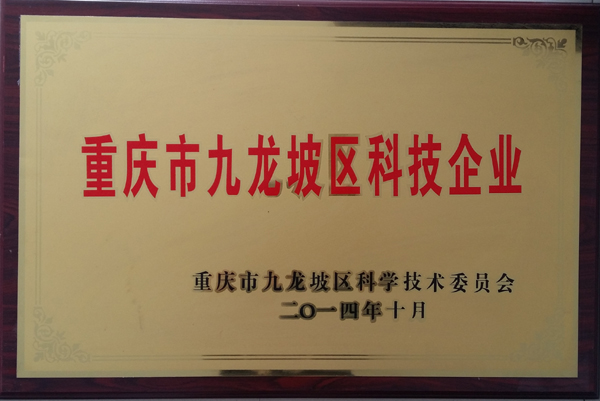 重庆市九龙坡区科技企业
重庆市九龙坡区科学技术委员会
二〇一四年十月